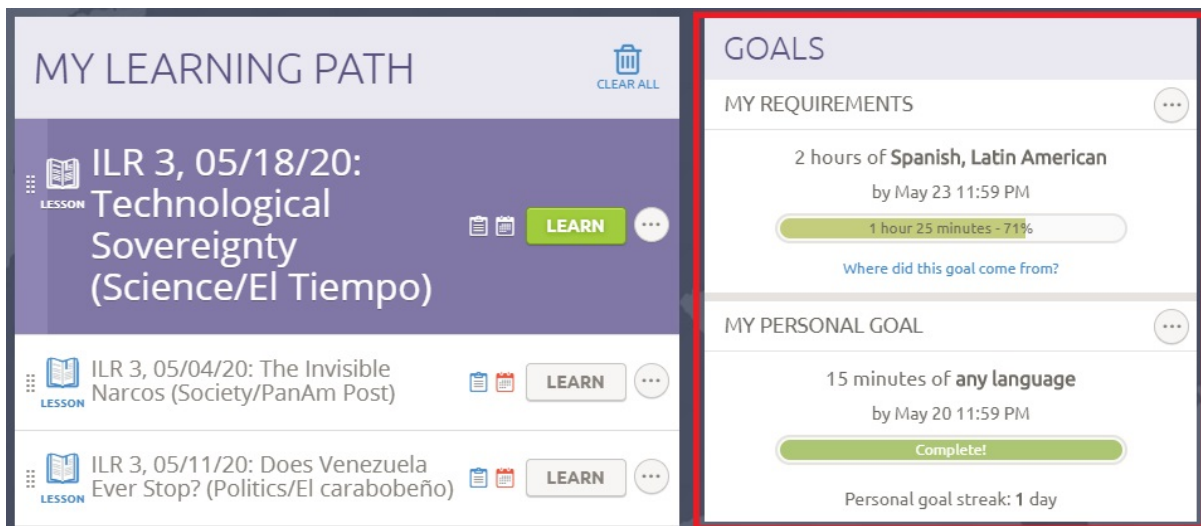 MY LEARNING PATH
CLEAR ALL
LESSON
ILR 3, 05/18/20:
Technological
Sovereignty
(Science/El Tiempo)
LEARN
LESSON
ILR 3, 05/04/20: The Invisible
Narcos (Society/PanAm Post)
LEARN
LESSON
ILR 3, 05/11/20: Does Venezuela
Ever Stop? (Politics/El carabobeño)
LEARN
GOALS
MY REQUIREMENTS
2 hours of Spanish, Latin American
by May 23 11:59 PM
1 hour 25 minutes - 71%
Where did this goal come from?
MY PERSONAL GOAL
15 minutes of any language
by May 20 11:59 PM
Complete!
Personal goal streak: 1 day